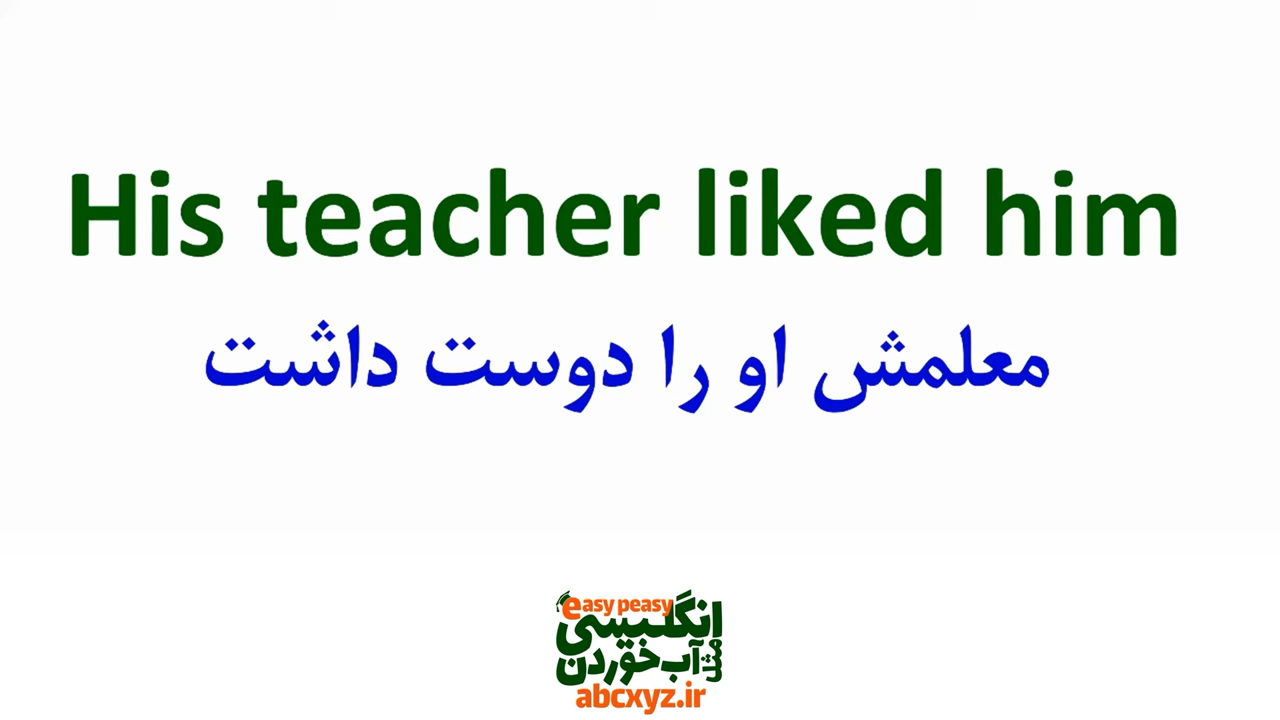 His teacher liked him
معلمش او را دوست داشت
easy peasy
انگلیسی
مثل آب خوردن
abcxyz.ir